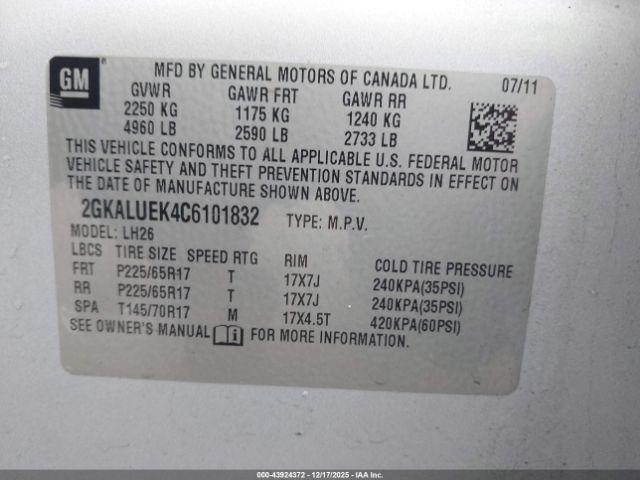 GM
MFD BY GENERAL MOTORS OF CANADA LTD. 07/11
GVWR GAWR FRT GAWR RR
2250 KG 1175 KG 1240 KG
4960 LB 2590 LB 2733 LB
THIS VEHICLE CONFORMS TO ALL APPLICABLE U.S. FEDERAL MOTOR
VEHICLE SAFETY AND THEFT PREVENTION STANDARDS IN EFFECT ON
THE DATE OF MANUFACTURE SHOWN ABOVE.
2GKALUEK4C6101832 TYPE: M.P.V.
MODEL: LH26
LBCS TIRE SIZE SPEED RTG RIM COLD TIRE PRESSURE
FRT P225/65R17 T 17X7J 240KPA(35PSI)
RR P225/65R17 T 17X7J 240KPA(35PSI)
SPA T145/70R17 M 17X4.5T 420KPA(60PSI)
SEE OWNER'S MANUAL FOR MORE INFORMATION.
000-43924372 - 12/17/2025 - IAAI.COM